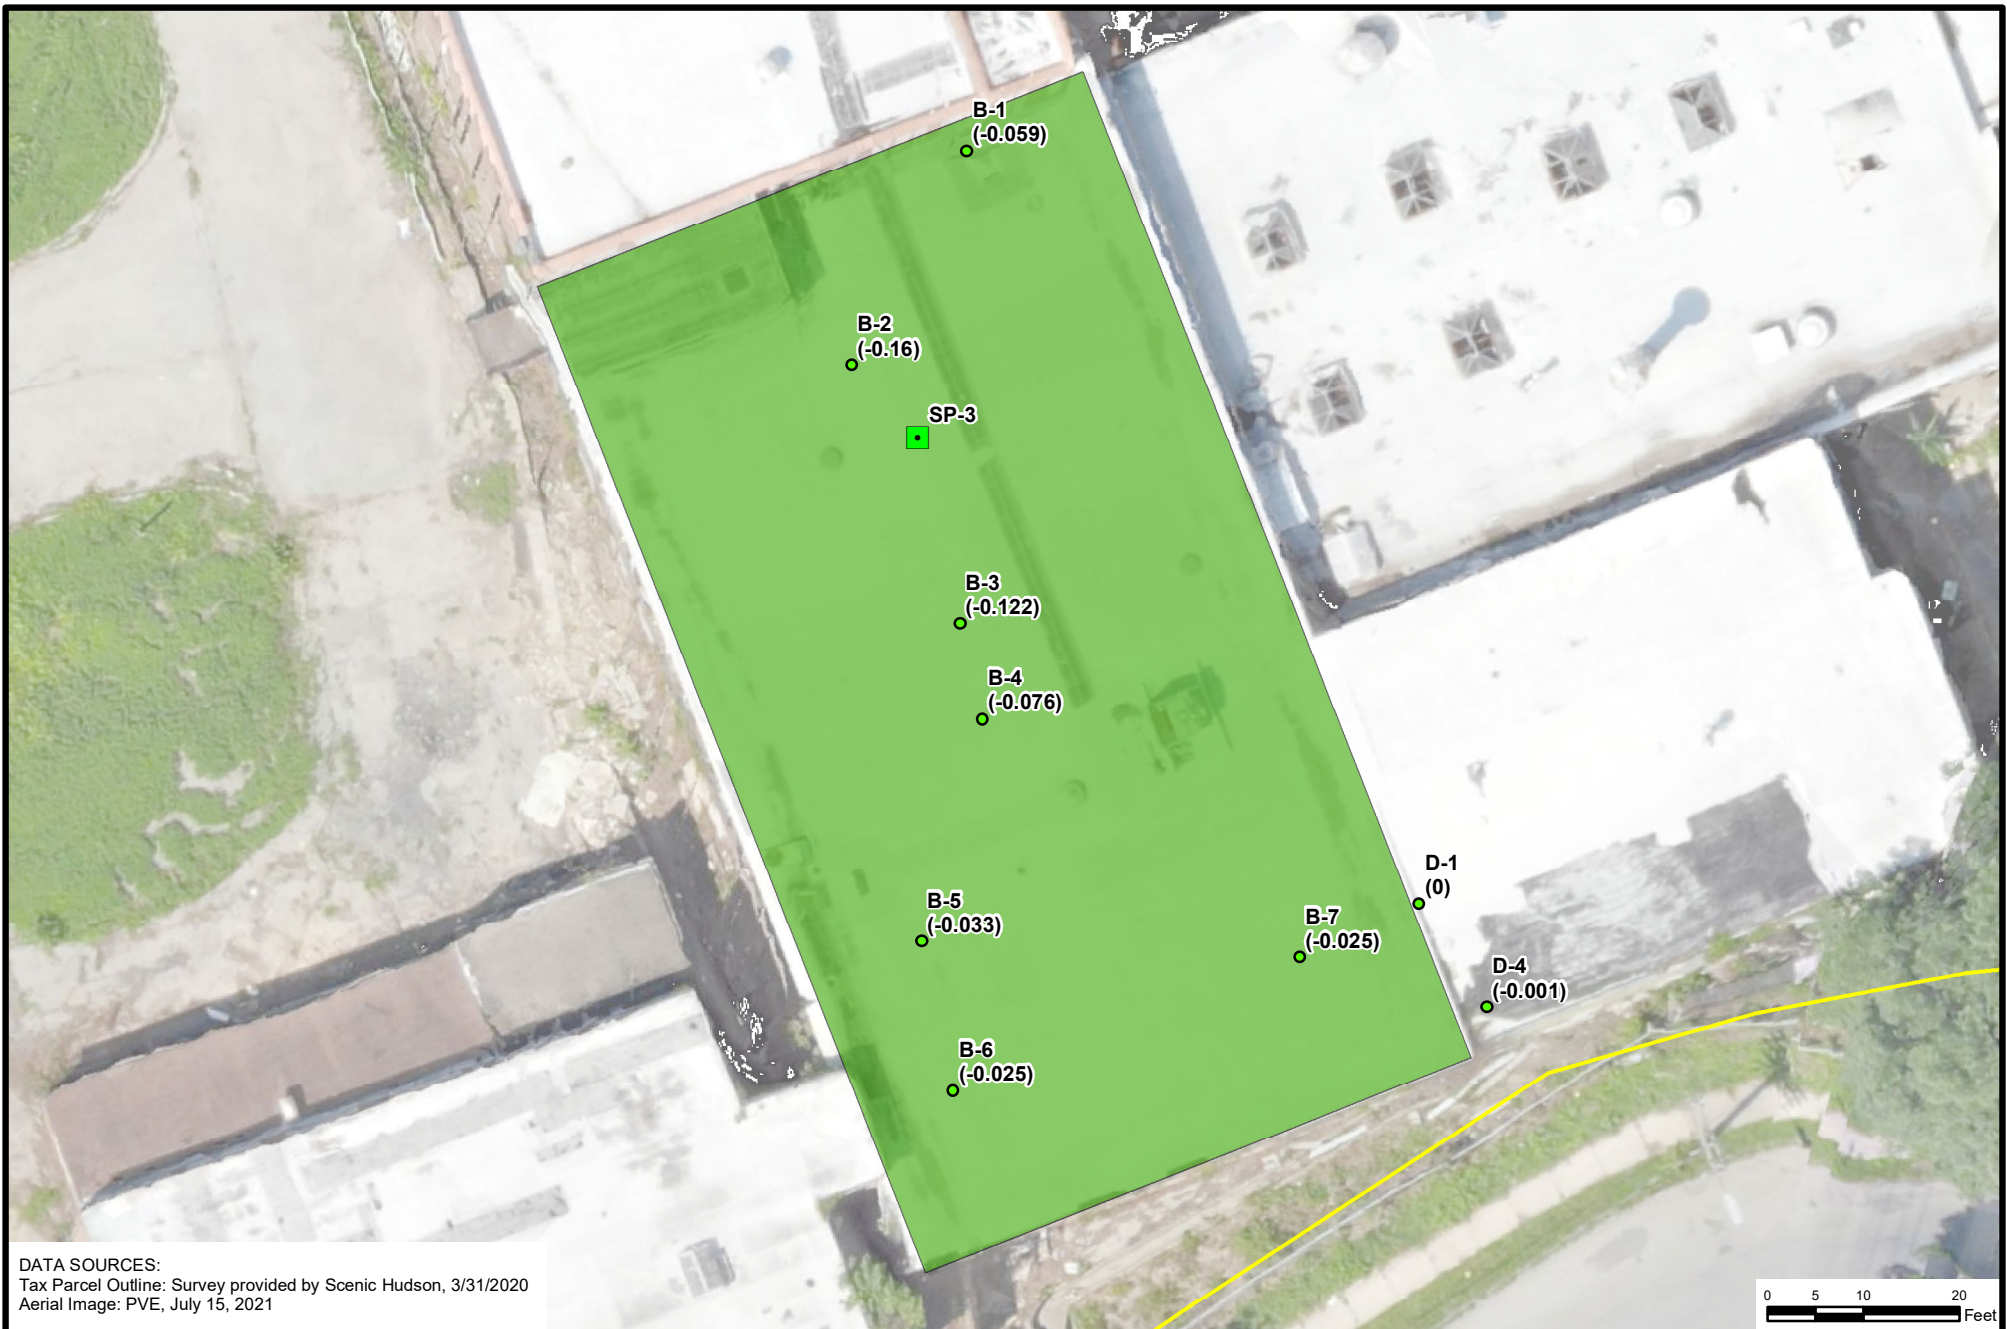 B-1
(-0.059)
B-2
(-0.16)
SP-3
B-3
(-0.122)
B-4
(-0.076)
D-1
(0)
B-5
(-0.033)
B-7
(-0.025)
D-4
(-0.001)
B-6
(-0.025)
DATA SOURCES:
Tax Parcel Outline: Survey provided by Scenic Hudson, 3/31/2020
Aerial Image: PVE, July 15, 2021
0 5 10 20
Feet